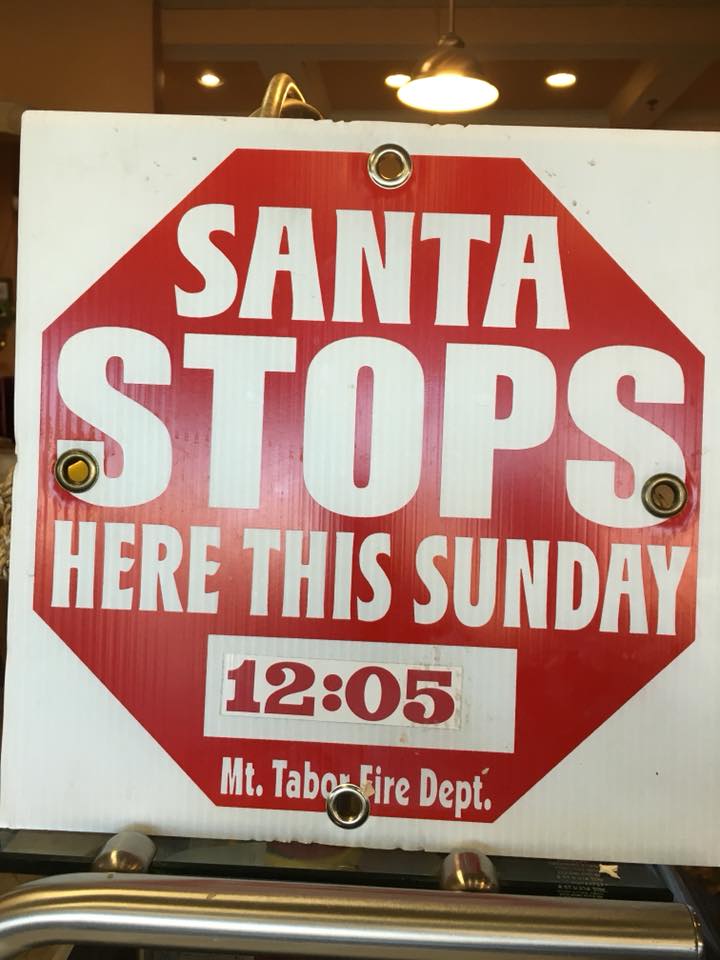 SANTA
STOPS
HERE THIS SUNDAY
12:05
Mt. Tabor Fire Dept.